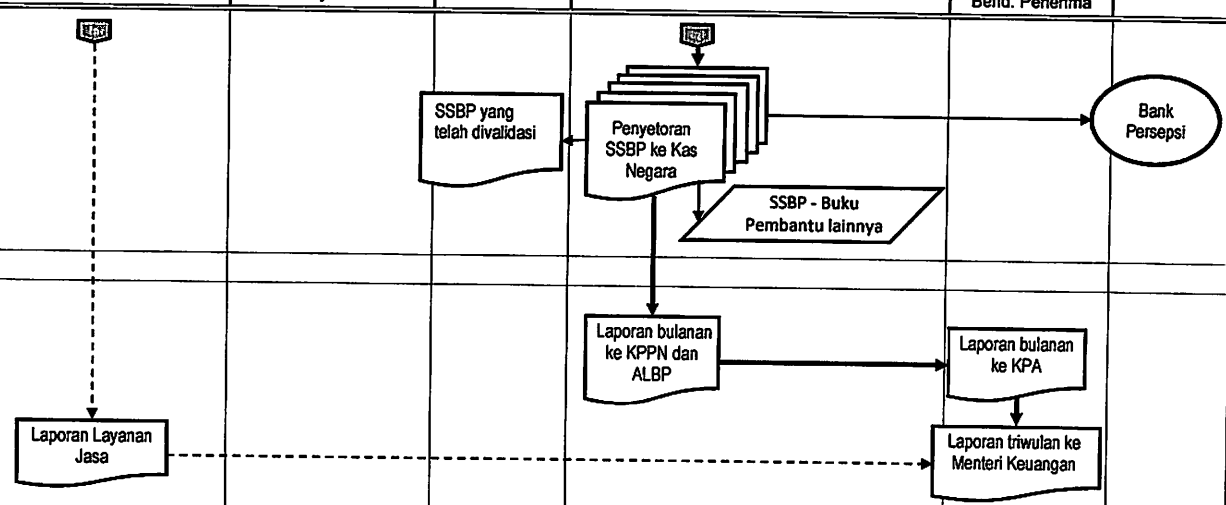 Bend. Penerima
SSBP yang
telah divalidasi
Penyetoran
SSBP ke Kas
Negara
Bank
Persepsi
SSBP - Buku
Pembantu lainnya
Laporan bulanan
ke KPPN dan
ALBP
Laporan bulanan
ke KPA
Laporan Layanan
Jasa
Laporan triwulan ke
Menteri Keuangan